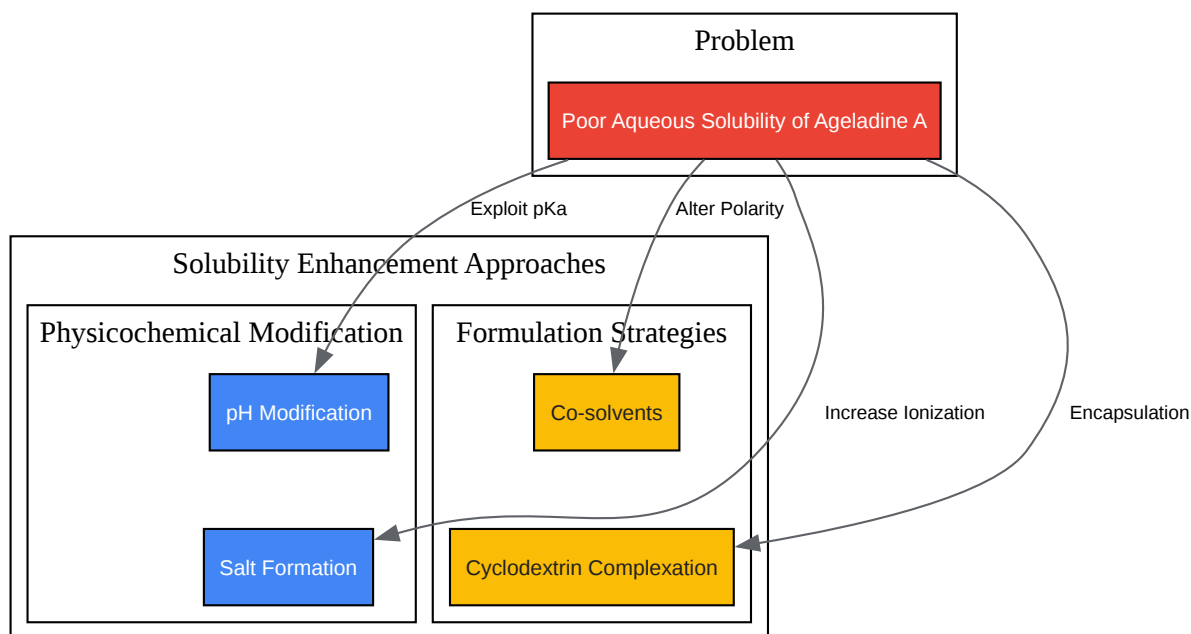 Problem
Poor Aqueous Solubility of Ageladine A
Exploit pKa
Alter Polarity
Solubility Enhancement Approaches
Physicochemical Modification
Formulation Strategies
pH Modification
Co-solvents
Increase Ionization
Encapsulation
Salt Formation
Cyclodextrin Complexation